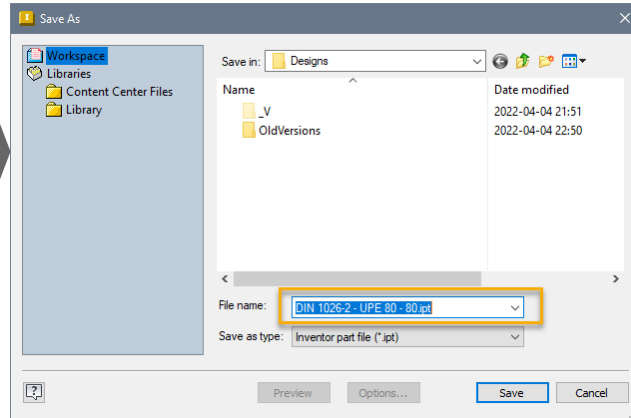 Save As
Workspace
Libraries
Content Center Files
Library
Save in: Designs
Name Date modified
_V 2022-04-04 21:51
OldVersions 2022-04-04 22:50
File name: DIN 1026-2 - UPE 80 - 80.ipt
Save as type: Inventor part file (*.ipt)
? Preview Options... Save Cancel